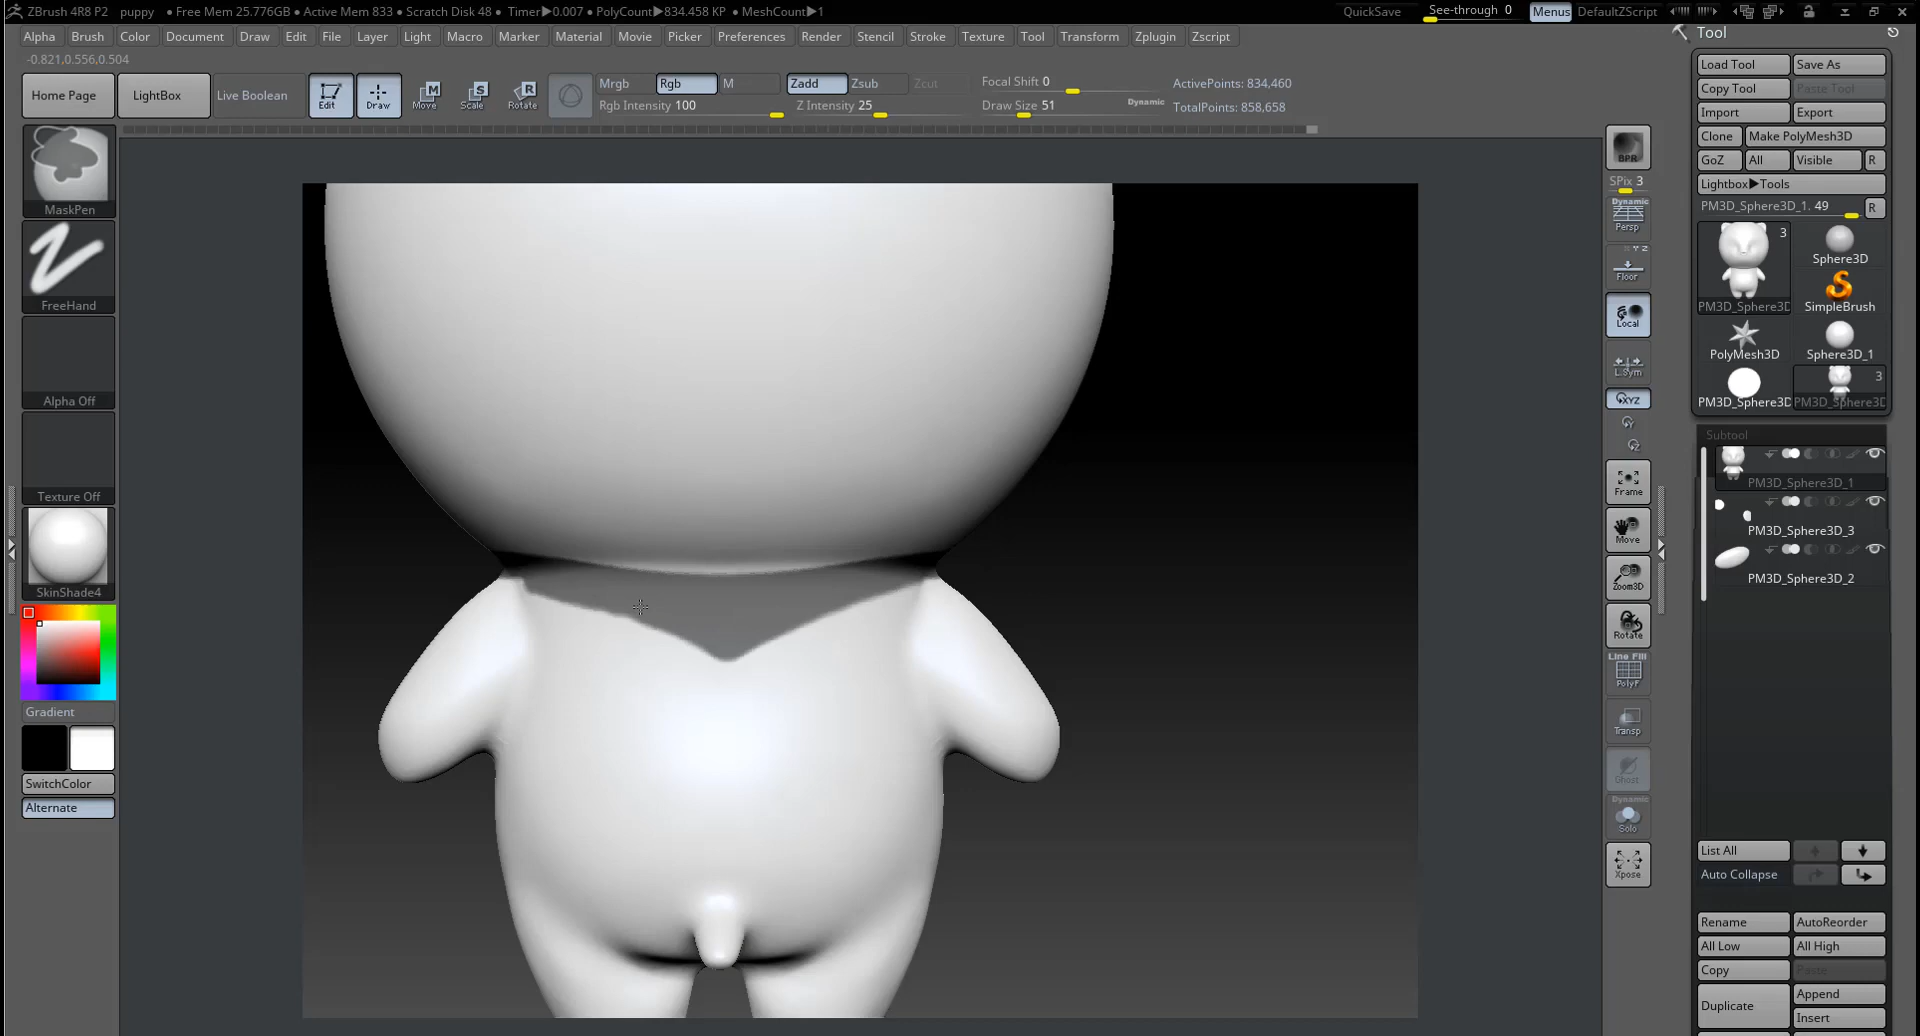 ZBrush 4R8 P2 puppy • Free Mem 25.776GB • Active Mem 833 • Scratch Disk 48 • Timer▶0.007 • PolyCount▶834.458 KP • MeshCount▶1 QuickSave See-through 0 Menus DefaultZScript
Alpha Brush Color Document Draw Edit File Layer Light Macro Marker Material Movie Picker Preferences Render Stencil Stroke Texture Tool Transform Zplugin Zscript
-0.821,0.556,0.504
Home Page LightBox Live Boolean Edit Draw Move Scale Rotate
M S R
Mrgb Rgb M Zadd Zsub Zcut Focal Shift 0 ActivePoints: 834,460
Rgb Intensity 100 Z Intensity 25 Draw Size 51 Dynamic TotalPoints: 858,658
MaskPen
FreeHand
Alpha Off
Texture Off
SkinShade4
Gradient
SwitchColor
Alternate
BPR
SPix 3
Dynamic
Persp
X Y Z
Floor
Local
L.Sym
XYZ
Frame
Move
Zoom3D
Rotate
Line Fill
PolyF
Transp
Ghost
Dynamic
Solo
Xpose
Tool
Load Tool Save As
Copy Tool Paste Tool
Import Export
Clone Make PolyMesh3D
GoZ All Visible R
Lightbox▶Tools
PM3D_Sphere3D_1. 49 R
3
Sphere3D
PM3D_Sphere3D SimpleBrush
PolyMesh3D Sphere3D_1
3
PM3D_Sphere3D PM3D_Sphere3D
Subtool
PM3D_Sphere3D_1
PM3D_Sphere3D_3
PM3D_Sphere3D_2
List All
Auto Collapse
Rename AutoReorder
All Low All High
Copy Paste
Duplicate Append
Insert